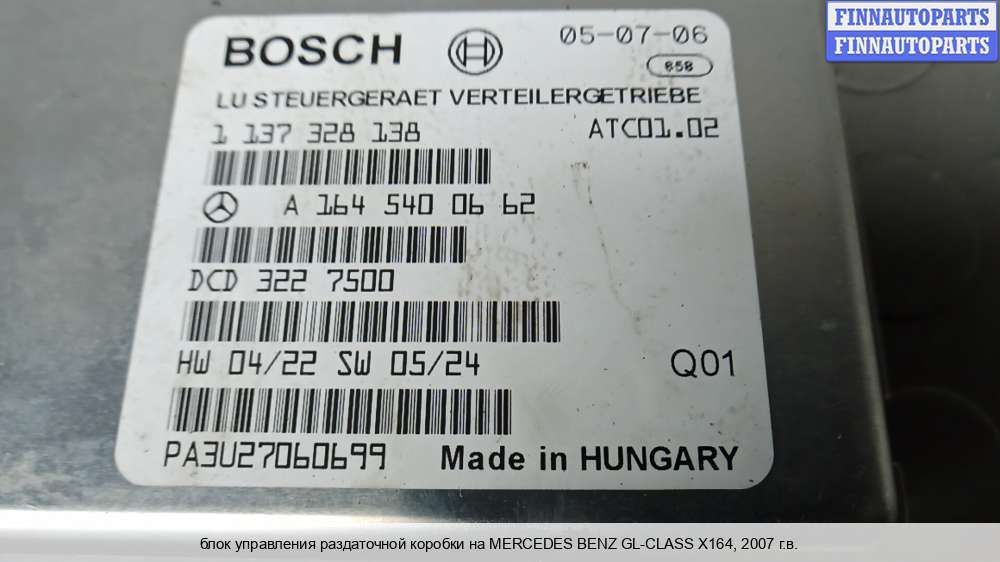 FINNAUTOPARTS
FINNAUTOPARTS
BOSCH 05-07-06
658
LU STEUERGERAET VERTEILERGETRIEBE
1 137 328 138 ATC01.02
A 164 540 06 62
DCD 322 7500
HW 04/22 SW 05/24 Q01
PA3U27060699 Made in HUNGARY
блок управления раздаточной коробки на MERCEDES BENZ GL-CLASS X164, 2007 г.в.